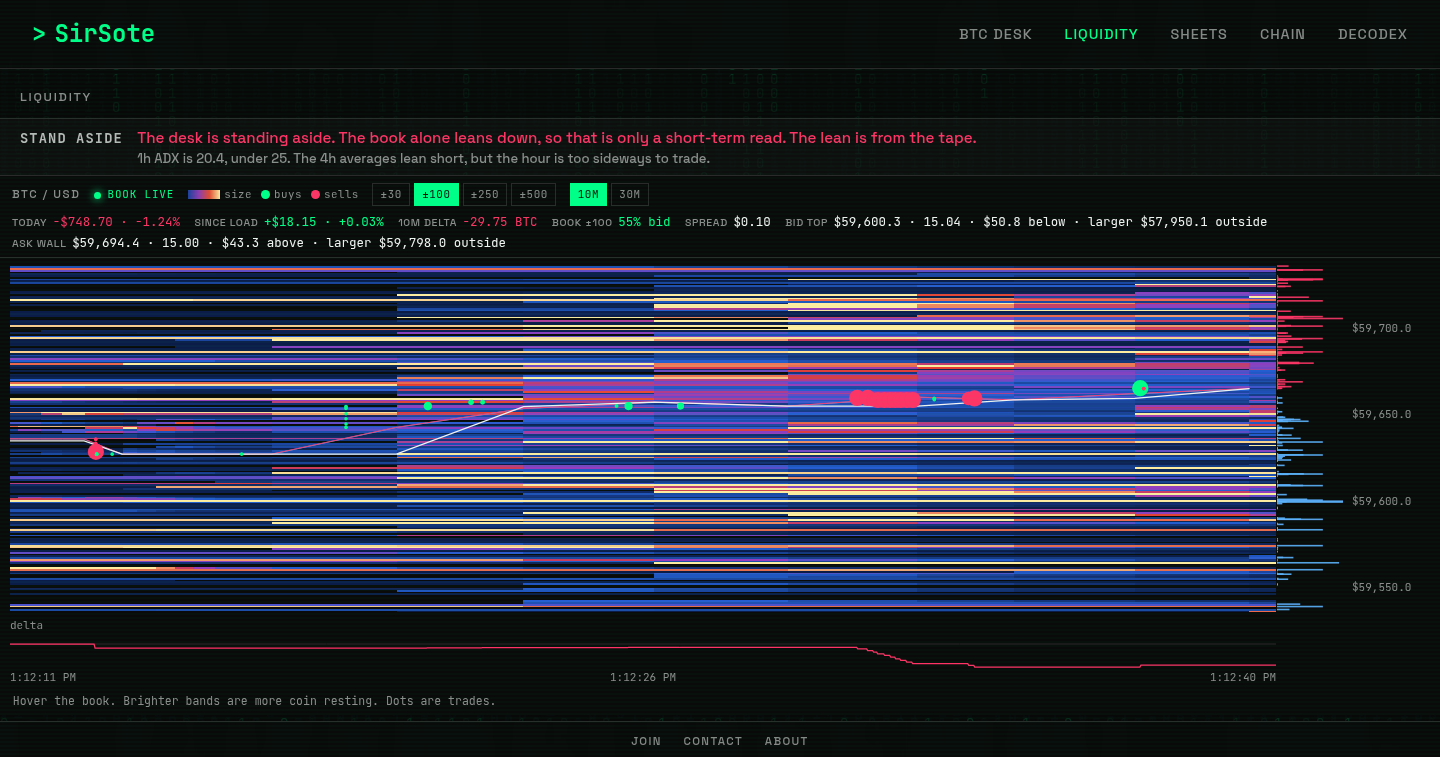 > SirSote
BTC DESK LIQUIDITY SHEETS CHAIN DECODEX
LIQUIDITY
STAND ASIDE The desk is standing aside. The book alone leans down, so that is only a short-term read. The lean is from the tape.
1h ADX is 20.4, under 25. The 4h averages lean short, but the hour is too sideways to trade.
BTC / USD BOOK LIVE size buys sells ±30 ±100 ±250 ±500 10M 30M
TODAY -$748.70 · -1.24% SINCE LOAD +$18.15 · +0.03% 10M DELTA -29.75 BTC BOOK ±100 55% bid SPREAD $0.10 BID TOP $59,600.3 · 15.04 · $50.8 below · larger $57,950.1 outside
ASK WALL $59,694.4 · 15.00 · $43.3 above · larger $59,798.0 outside
$59,700.0
$59,650.0
$59,600.0
$59,550.0
delta
1:12:11 PM 1:12:26 PM 1:12:40 PM
Hover the book. Brighter bands are more coin resting. Dots are trades.
JOIN CONTACT ABOUT